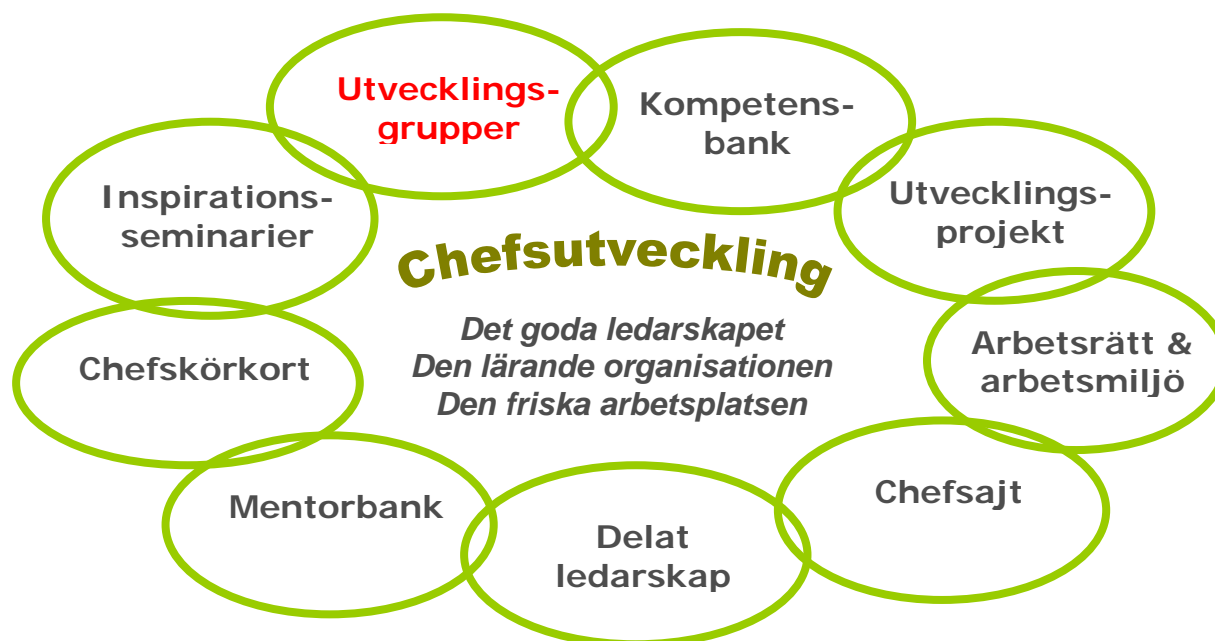 Utvecklings-
grupper
Kompetens-
bank
Utvecklings-
projekt
Inspirations-
seminarier
Chefsutveckling
Det goda ledarskapet
Den lärande organisationen
Den friska arbetsplatsen
Arbetsrätt &
arbetsmiljö
Chefskörkort
Chefsajt
Mentorbank
Delat
ledarskap